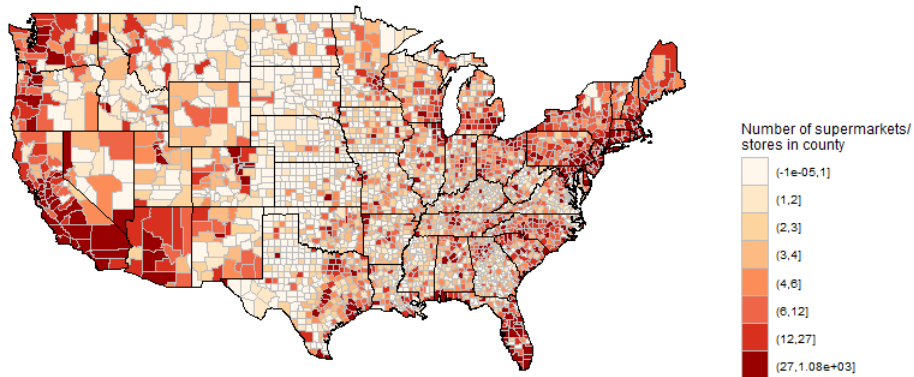 Number of supermarkets/
stores in county
(-1e-05,1]
(1,2]
(2,3]
(3,4]
(4,6]
(6,12]
(12,27]
(27,1.08e+03]